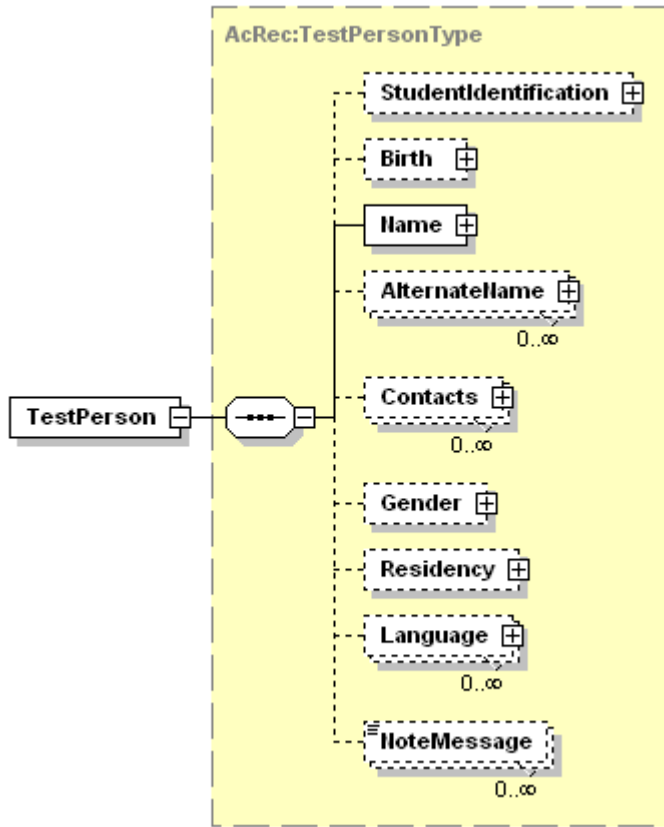 AcRec:TestPersonType
StudentIdentification
Birth
Name
AlternateName
0..∞
Contacts
0..∞
TestPerson
Gender
Residency
Language
0..∞
NoteMessage
0..∞